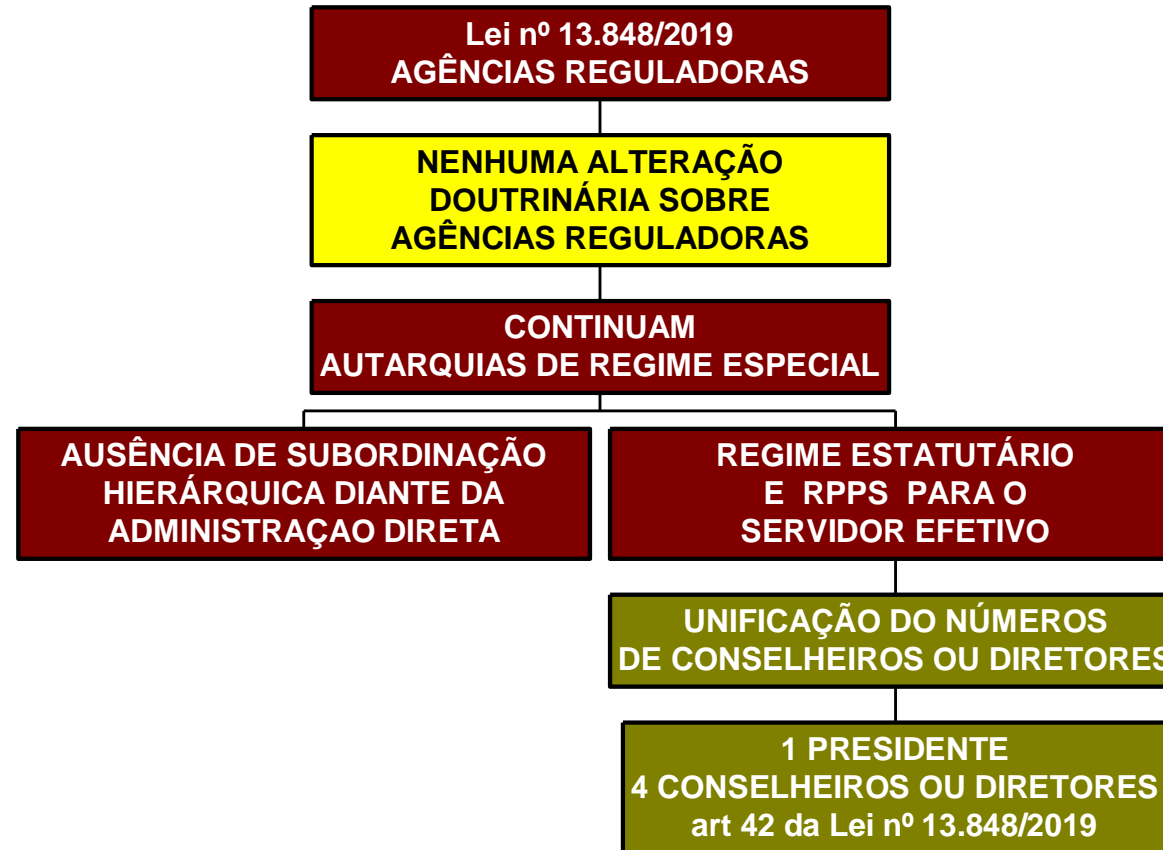 Lei nº 13.848/2019
AGÊNCIAS REGULADORAS
NENHUMA ALTERAÇÃO
DOUTRINÁRIA SOBRE
AGÊNCIAS REGULADORAS
CONTINUAM
AUTARQUIAS DE REGIME ESPECIAL
AUSÊNCIA DE SUBORDINAÇÃO
HIERÁRQUICA DIANTE DA
ADMINISTRAÇAO DIRETA
REGIME ESTATUTÁRIO
E RPPS PARA O
SERVIDOR EFETIVO
UNIFICAÇÃO DO NÚMEROS
DE CONSELHEIROS OU DIRETORES
1 PRESIDENTE
4 CONSELHEIROS OU DIRETORES
art 42 da Lei nº 13.848/2019